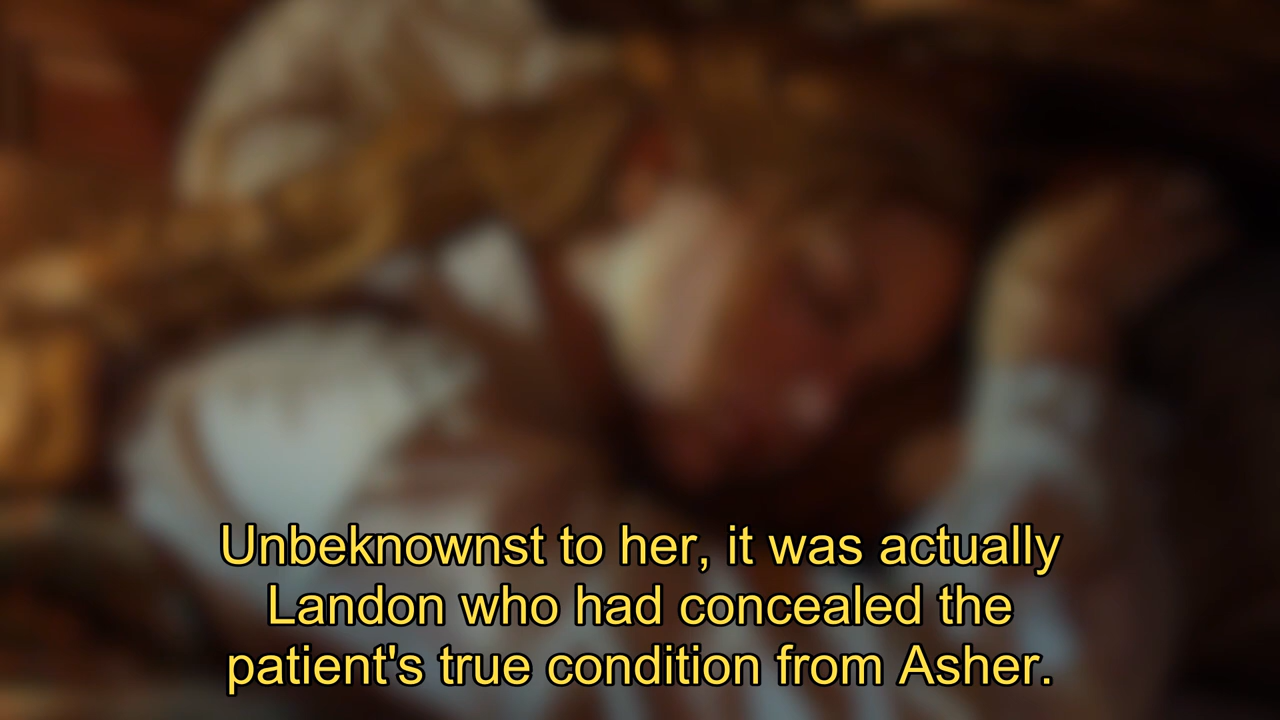 Unbeknownst to her, it was actually
Landon who had concealed the
patient's true condition from Asher.